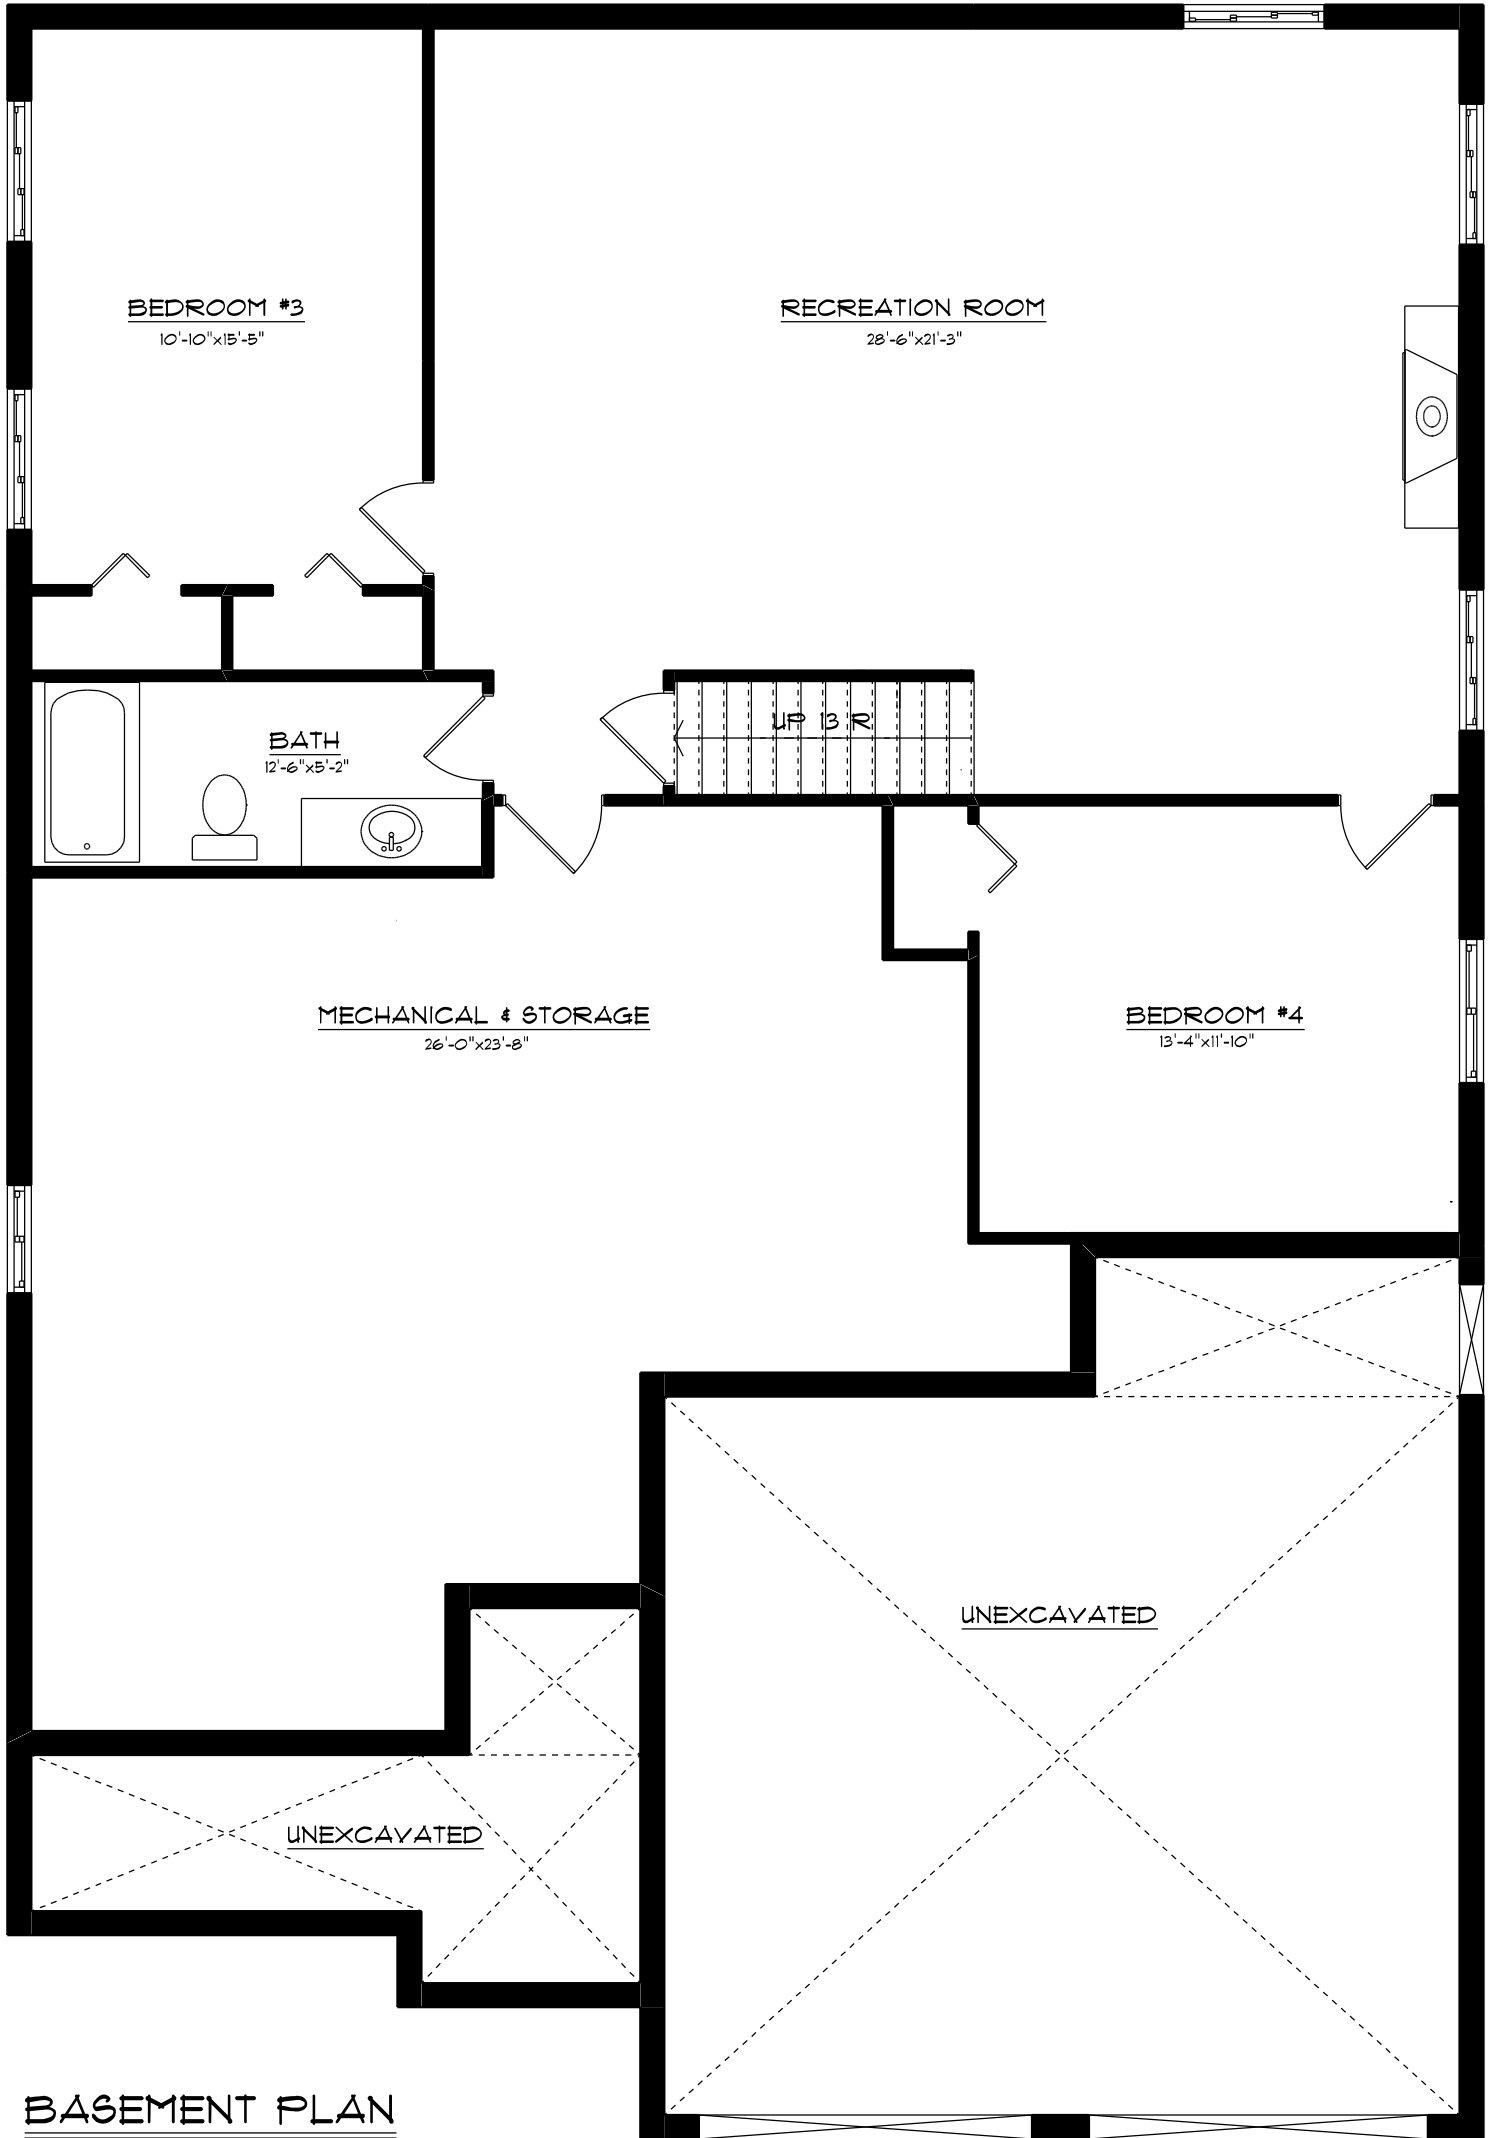 BEDROOM #3
10'-10"x15'-5"
RECREATION ROOM
28'-6"x21'-3"
UP 13 R
BATH
12'-6"x5'-2"
MECHANICAL & STORAGE
26'-0"x23'-8"
BEDROOM #4
13'-4"x11'-10"
UNEXCAVATED
UNEXCAVATED
BASEMENT PLAN